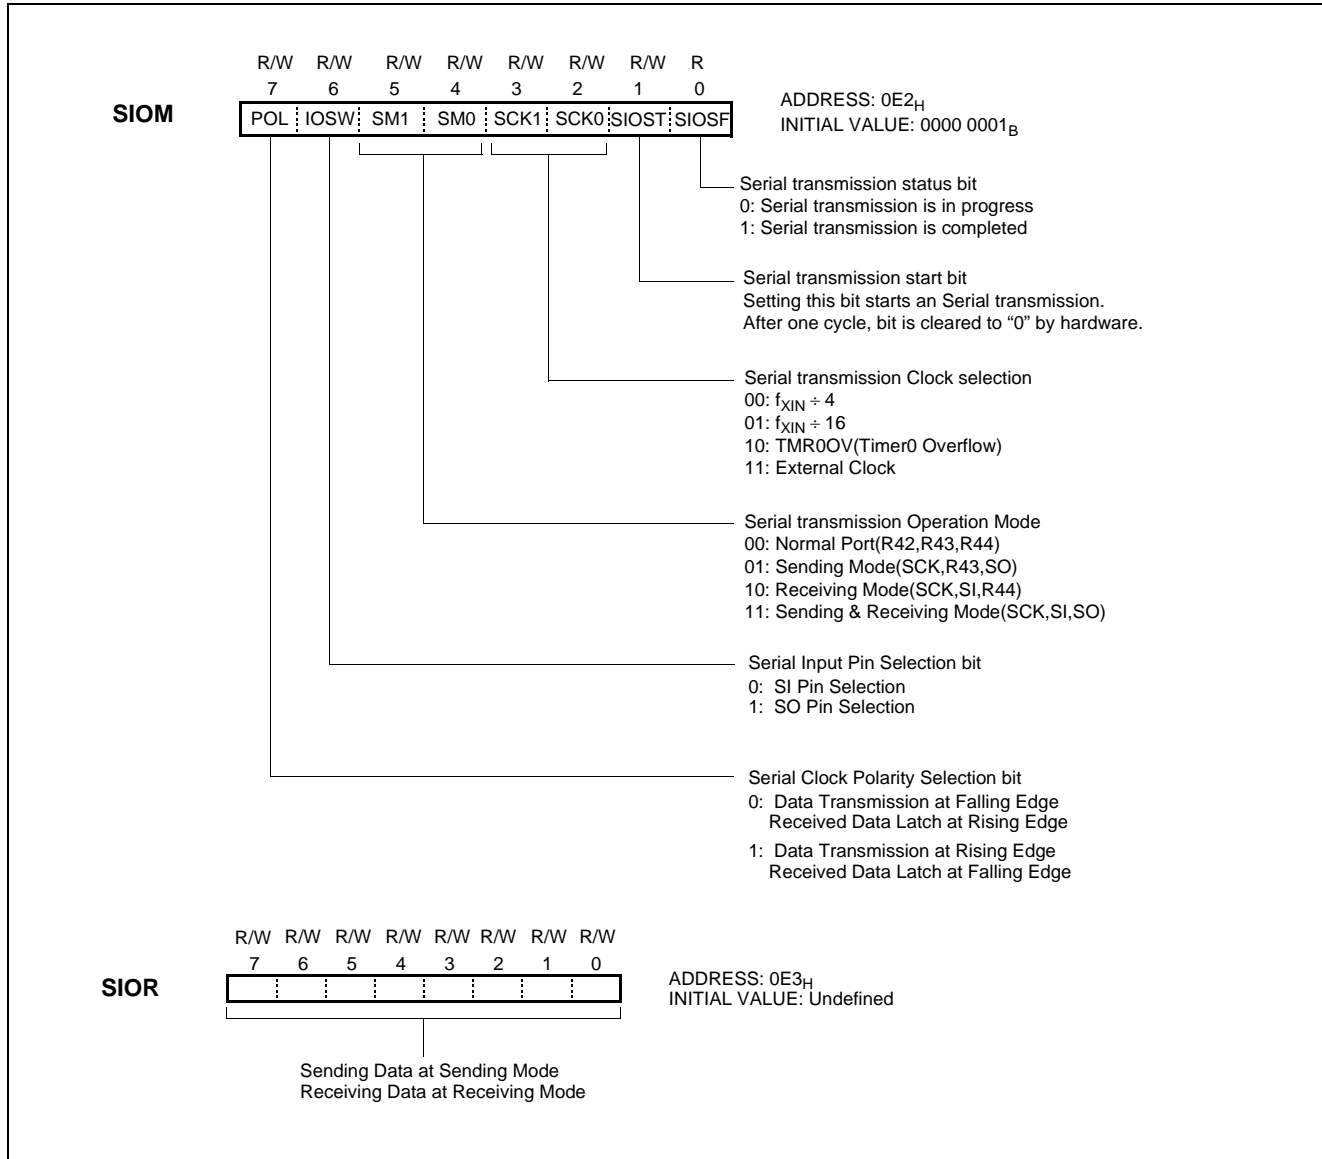 R/W R/W R/W R/W R/W R/W R/W R
7 6 5 4 3 2 1 0
SIOM
POL IOSW SM1 SM0 SCK1 SCK0 SIOST SIOSF
ADDRESS: 0E2H
INITIAL VALUE: 0000 0001B
Serial transmission status bit
0: Serial transmission is in progress
1: Serial transmission is completed
Serial transmission start bit
Setting this bit starts an Serial transmission.
After one cycle, bit is cleared to “0” by hardware.
Serial transmission Clock selection
00: fXIN ÷ 4
01: fXIN ÷ 16
10: TMR0OV(Timer0 Overflow)
11: External Clock
Serial transmission Operation Mode
00: Normal Port(R42,R43,R44)
01: Sending Mode(SCK,R43,SO)
10: Receiving Mode(SCK,SI,R44)
11: Sending & Receiving Mode(SCK,SI,SO)
Serial Input Pin Selection bit
0: SI Pin Selection
1: SO Pin Selection
Serial Clock Polarity Selection bit
0: Data Transmission at Falling Edge
Received Data Latch at Rising Edge
1: Data Transmission at Rising Edge
Received Data Latch at Falling Edge
R/W R/W R/W R/W R/W R/W R/W R/W
7 6 5 4 3 2 1 0
SIOR
ADDRESS: 0E3H
INITIAL VALUE: Undefined
Sending Data at Sending Mode
Receiving Data at Receiving Mode